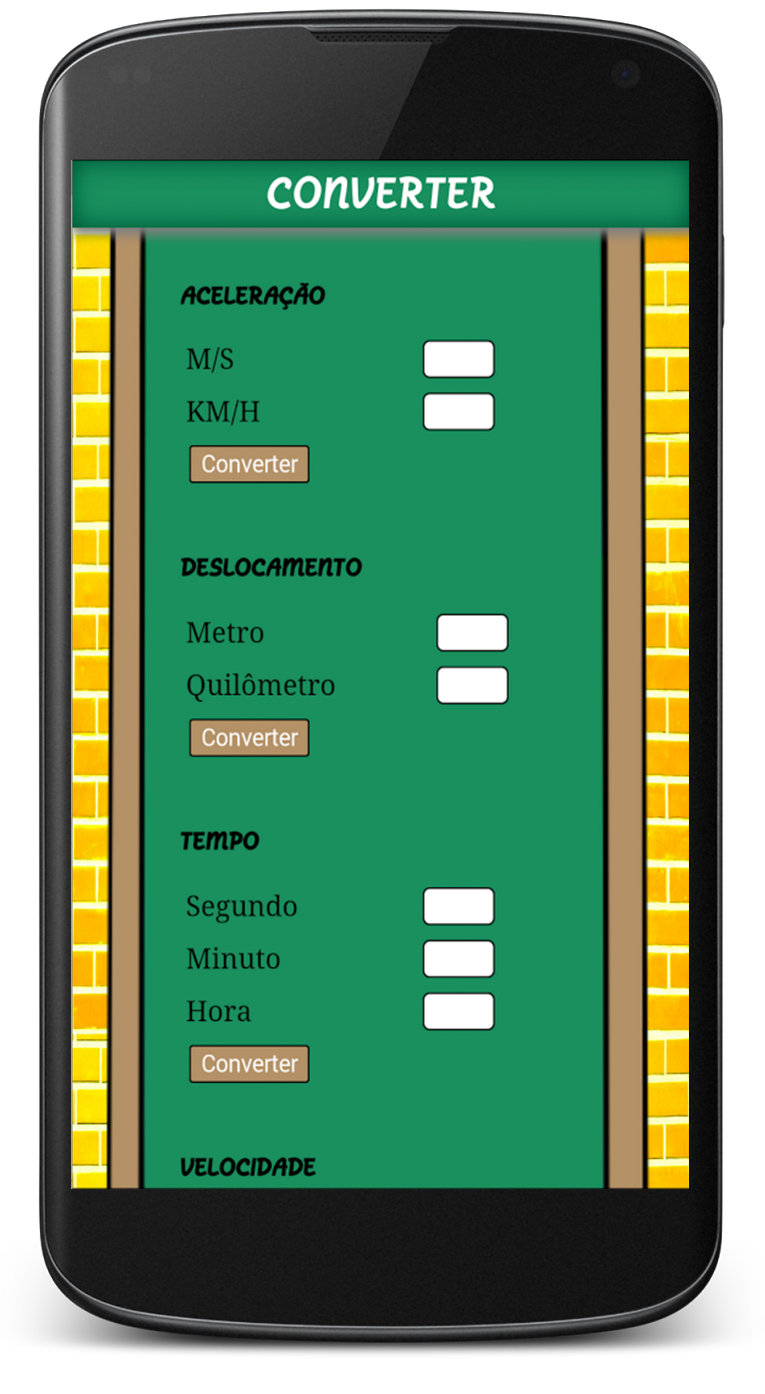 CONVERTER
ACELERAÇÃO
M/S
KM/H
Converter
DESLOCAMENTO
Metro
Quilômetro
Converter
TEMPO
Segundo
Minuto
Hora
Converter
VELOCIDADE